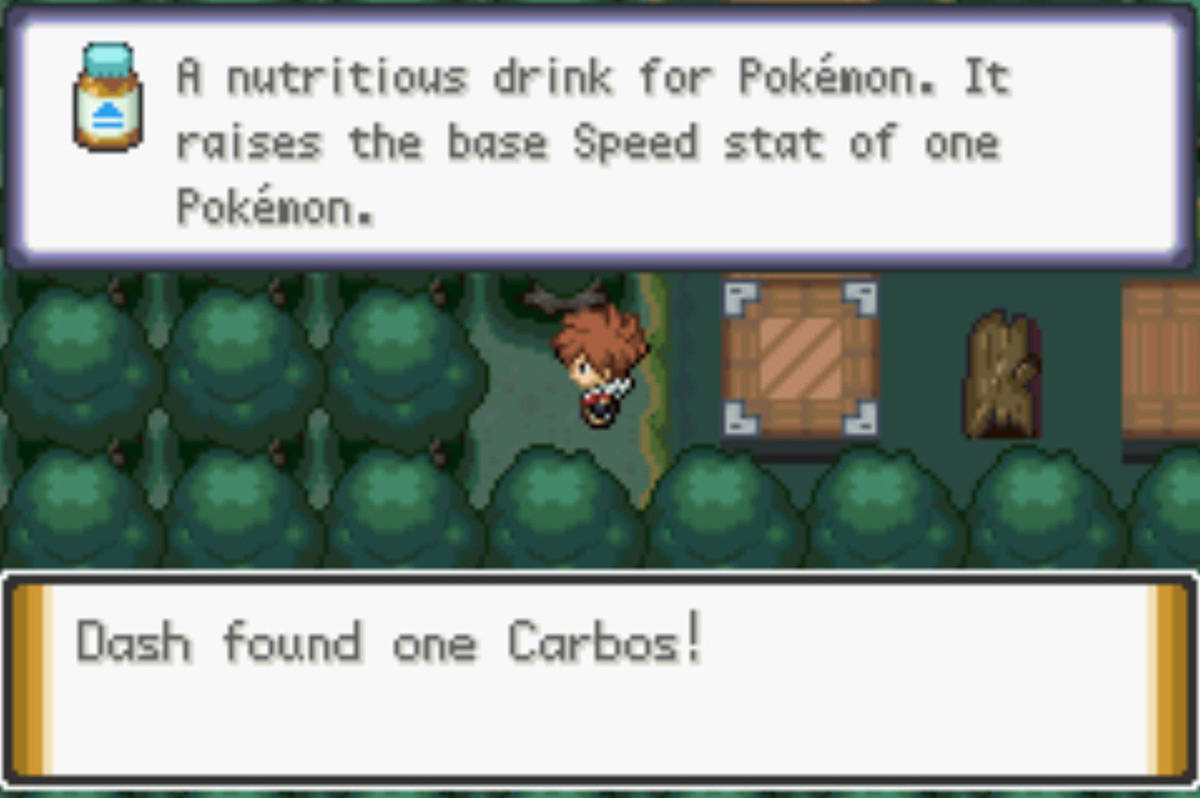 A nutritious drink for Pokémon. It
raises the base Speed stat of one
Pokémon.
Dash found one Carbos!